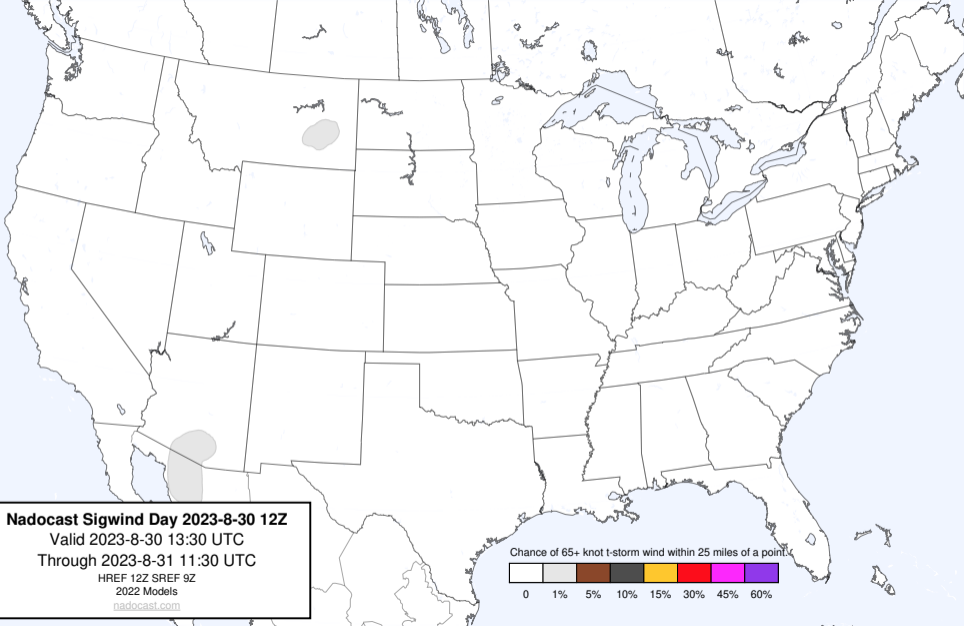 Nadocast Sigwind Day 2023-8-30 12Z
Valid 2023-8-30 13:30 UTC
Through 2023-8-31 11:30 UTC
HREF 12Z SREF 9Z
2022 Models
nadocast.com
Chance of 65+ knot t-storm wind within 25 miles of a point.
0 1% 5% 10% 15% 30% 45% 60%